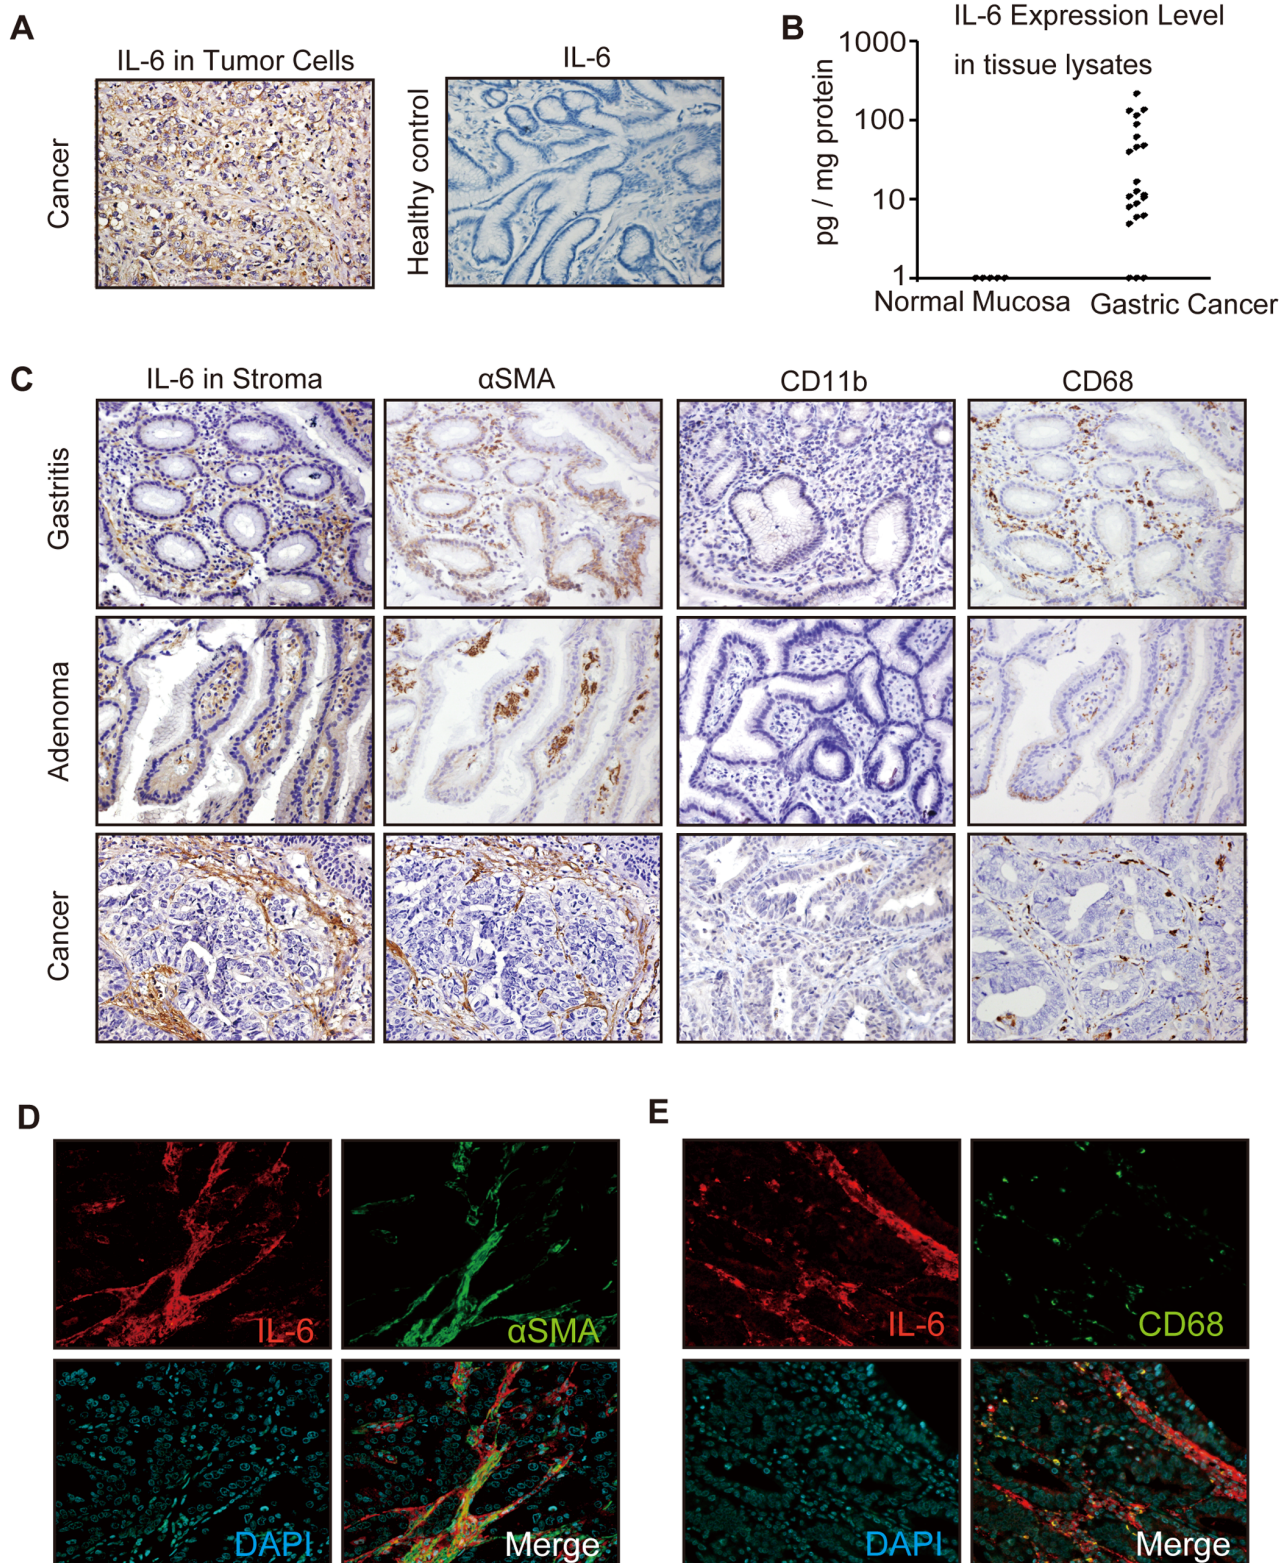 A
IL-6 in Tumor Cells
IL-6
Cancer
Healthy control
B
IL-6 Expression Level
in tissue lysates
pg / mg protein
1000
100
10
1
Normal Mucosa
Gastric Cancer
C
IL-6 in Stroma
αSMA
CD11b
CD68
Gastritis
Adenoma
Cancer
D
IL-6
αSMA
DAPI
Merge
E
IL-6
CD68
DAPI
Merge